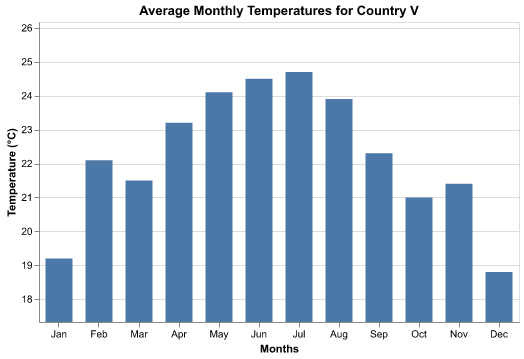 Average Monthly Temperatures for Country V
26
25
24
23
22
21
20
19
18
Temperature (°C)
Jan Feb Mar Apr May Jun Jul Aug Sep Oct Nov Dec
Months